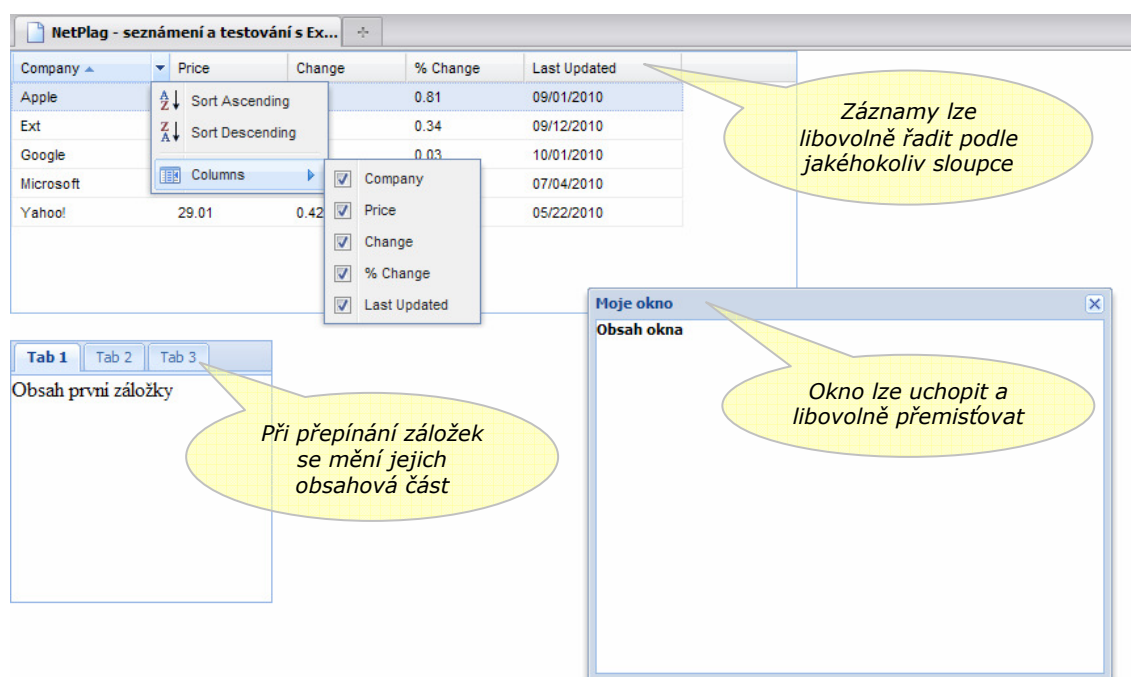 NetPlag - seznámení a testování s Ex...
Company Price Change % Change Last Updated
Apple 0.81 09/01/2010
Ext 0.34 09/12/2010
Google 0.03 10/01/2010
Microsoft 07/04/2010
Yahoo! 29.01 0.42 05/22/2010
Sort Ascending
Sort Descending
Columns
Company
Price
Change
% Change
Last Updated
Záznamy lze
libovolně řadit podle
jakéhokoliv sloupce
Tab 1 Tab 2 Tab 3
Obsah první záložky
Při přepínání záložek
se mění jejich
obsahová část
Moje okno
Obsah okna
Okno lze uchopit a
libovolně přemisťovat